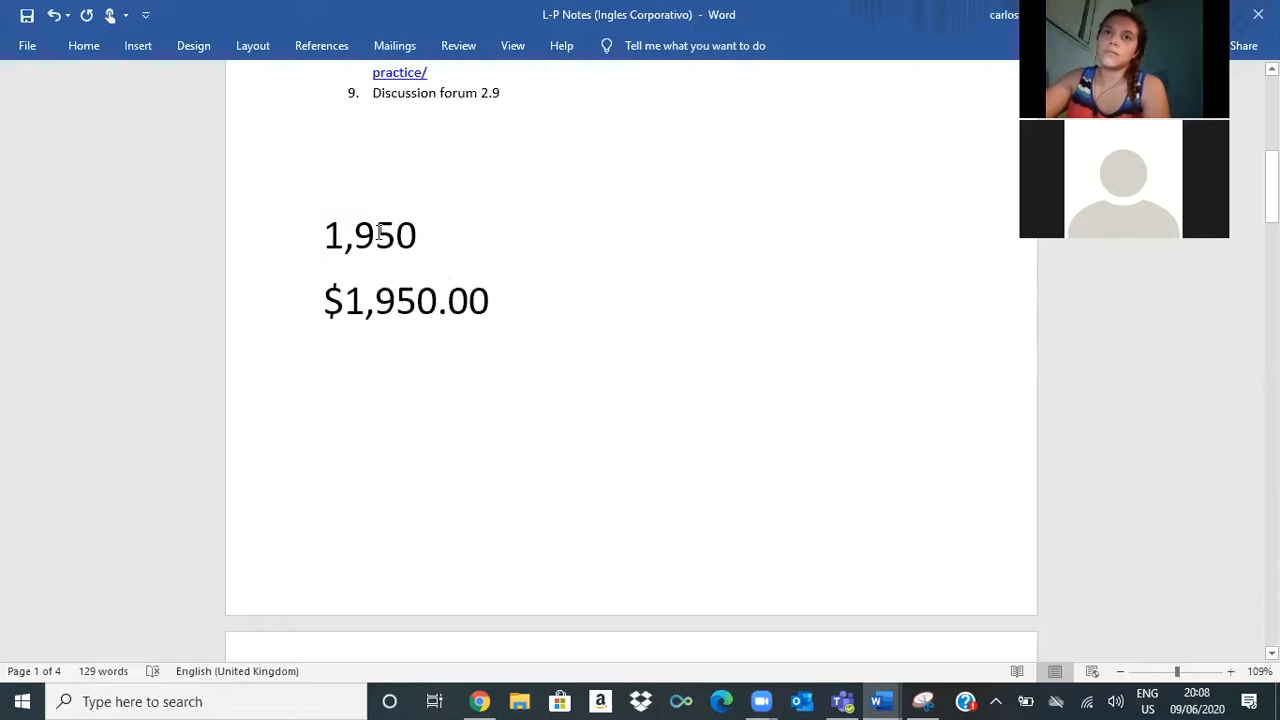 L-P Notes (Ingles Corporativo) - Word
carlos
File Home Insert Design Layout References Mailings Review View Help Tell me what you want to do Share
practice/
9. Discussion forum 2.9
1,950
$1,950.00
Page 1 of 4 129 words English (United Kingdom) 109%
Type here to search
ENG 20:08
US 09/06/2020